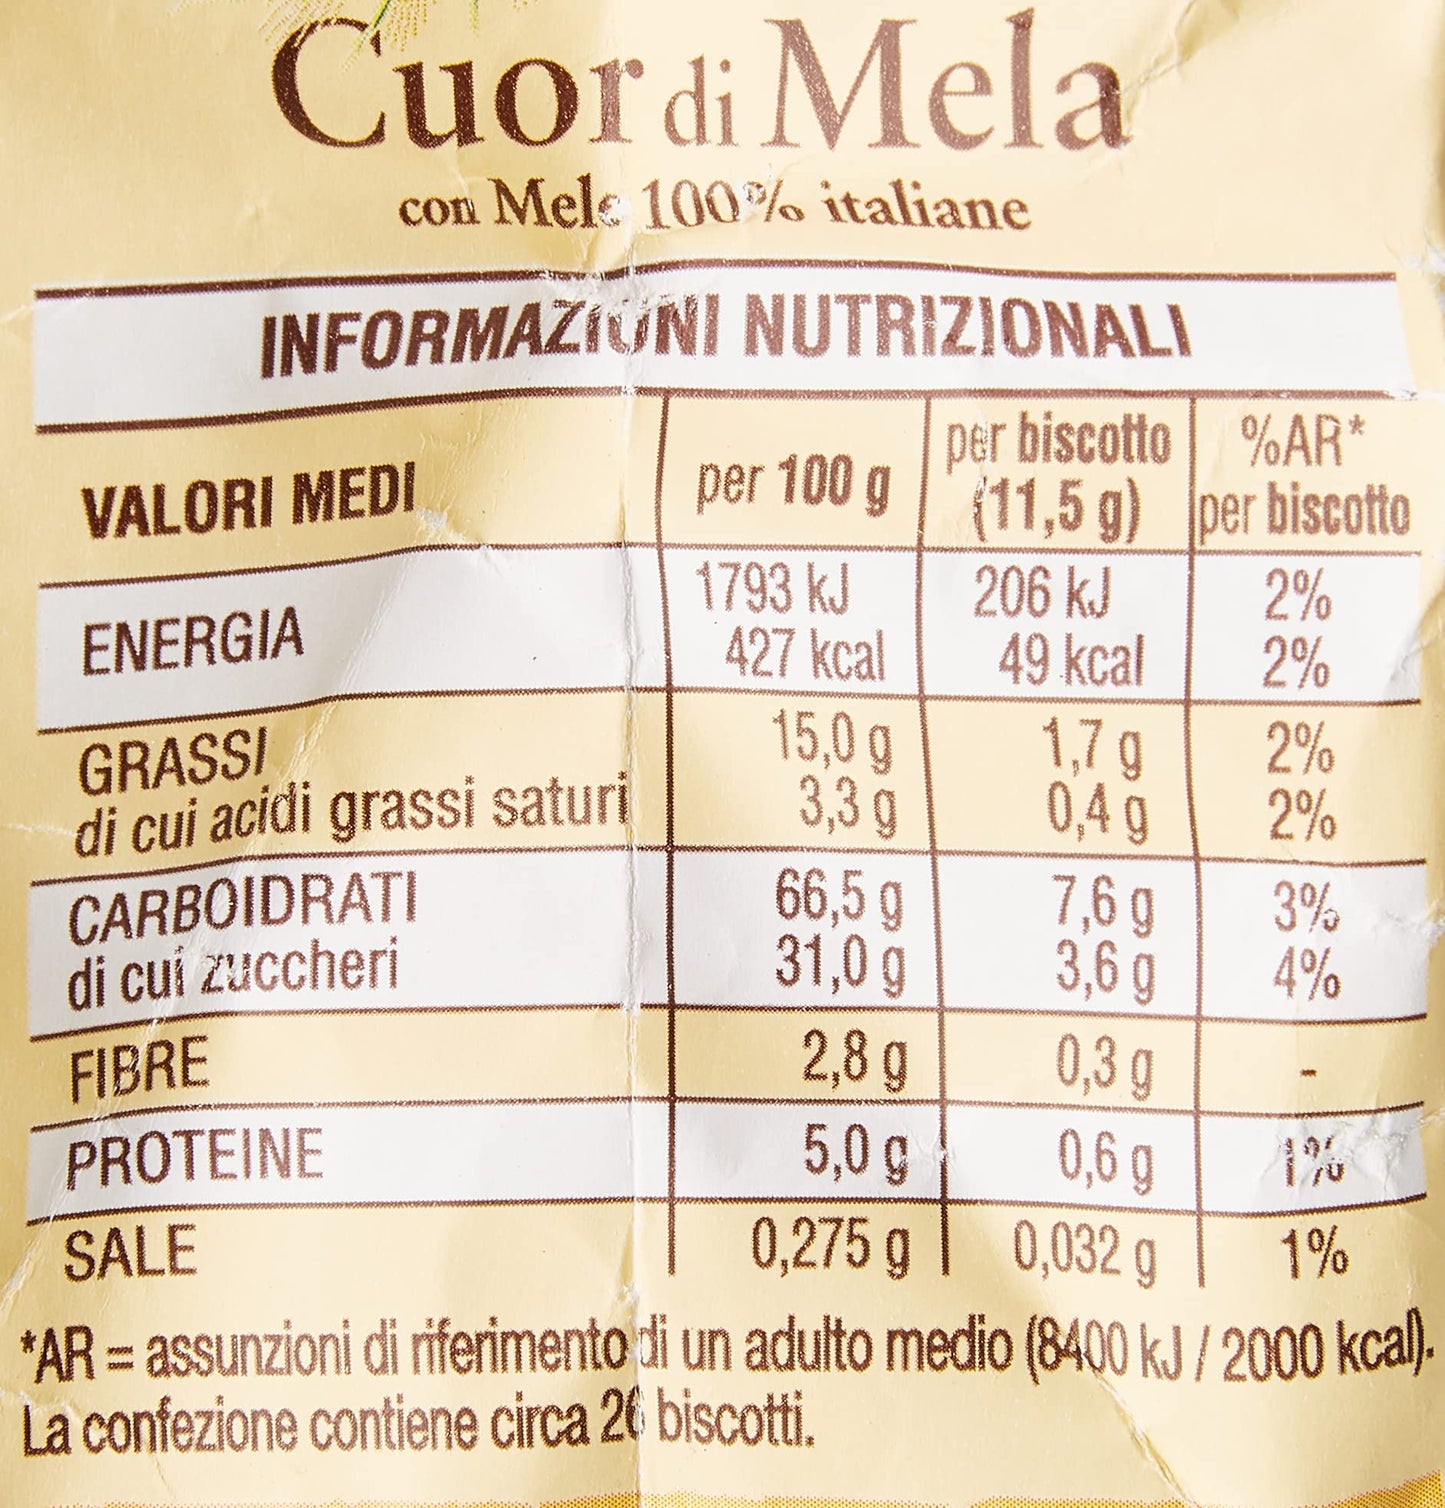 Cuor di Mela
con Mele 100% italiane
INFORMAZIONI NUTRIZIONALI
VALORI MEDI per 100 g per biscotto (11,5 g) %AR* per biscotto
ENERGIA 1793 kJ 206 kJ 2%
427 kcal 49 kcal 2%
GRASSI 15,0 g 1,7 g 2%
di cui acidi grassi saturi 3,3 g 0,4 g 2%
CARBOIDRATI 66,5 g 7,6 g 3%
di cui zuccheri 31,0 g 3,6 g 4%
FIBRE 2,8 g 0,3 g -
PROTEINE 5,0 g 0,6 g 1%
SALE 0,275 g 0,032 g 1%
*AR = assunzioni di riferimento di un adulto medio (8400 kJ / 2000 kcal).
La confezione contiene circa 26 biscotti.